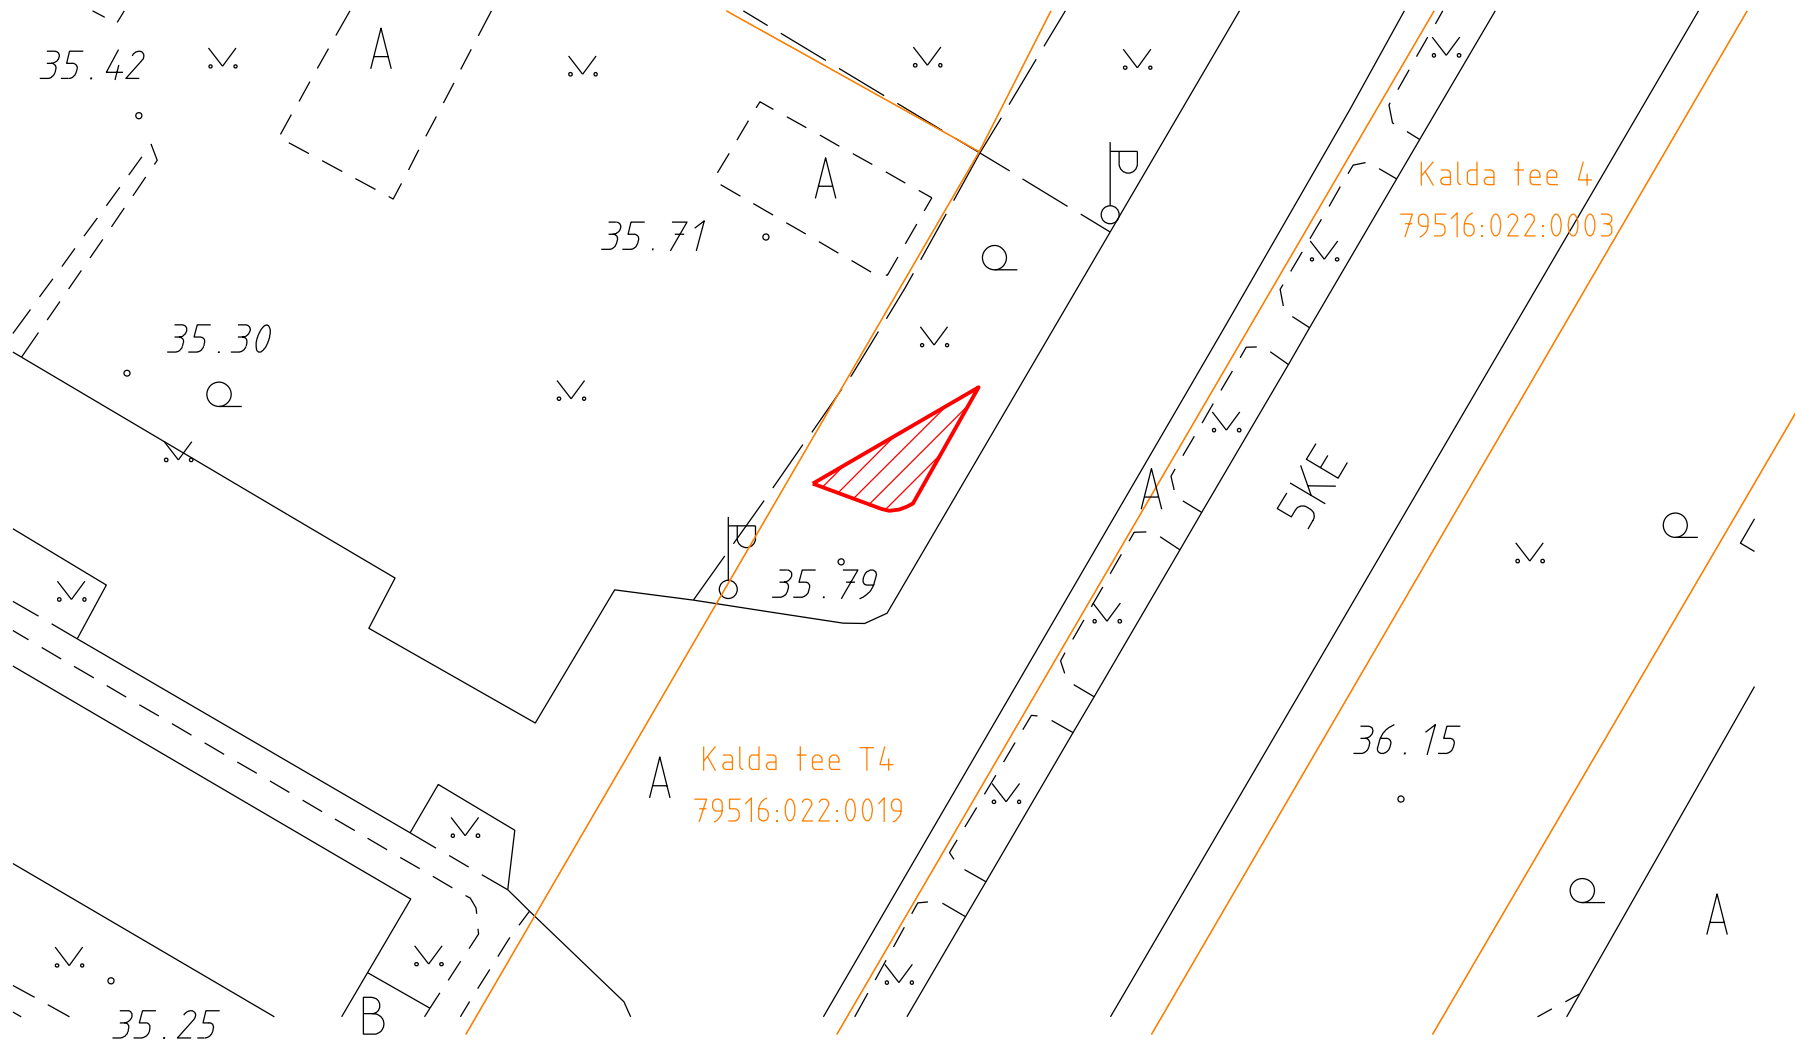 35.42
A
A
35.71
Kalda tee 4
79516:022:0003
35.30
A
5KE
35.79
36.15
Kalda tee T4
79516:022:0019
A
A
35.25
B